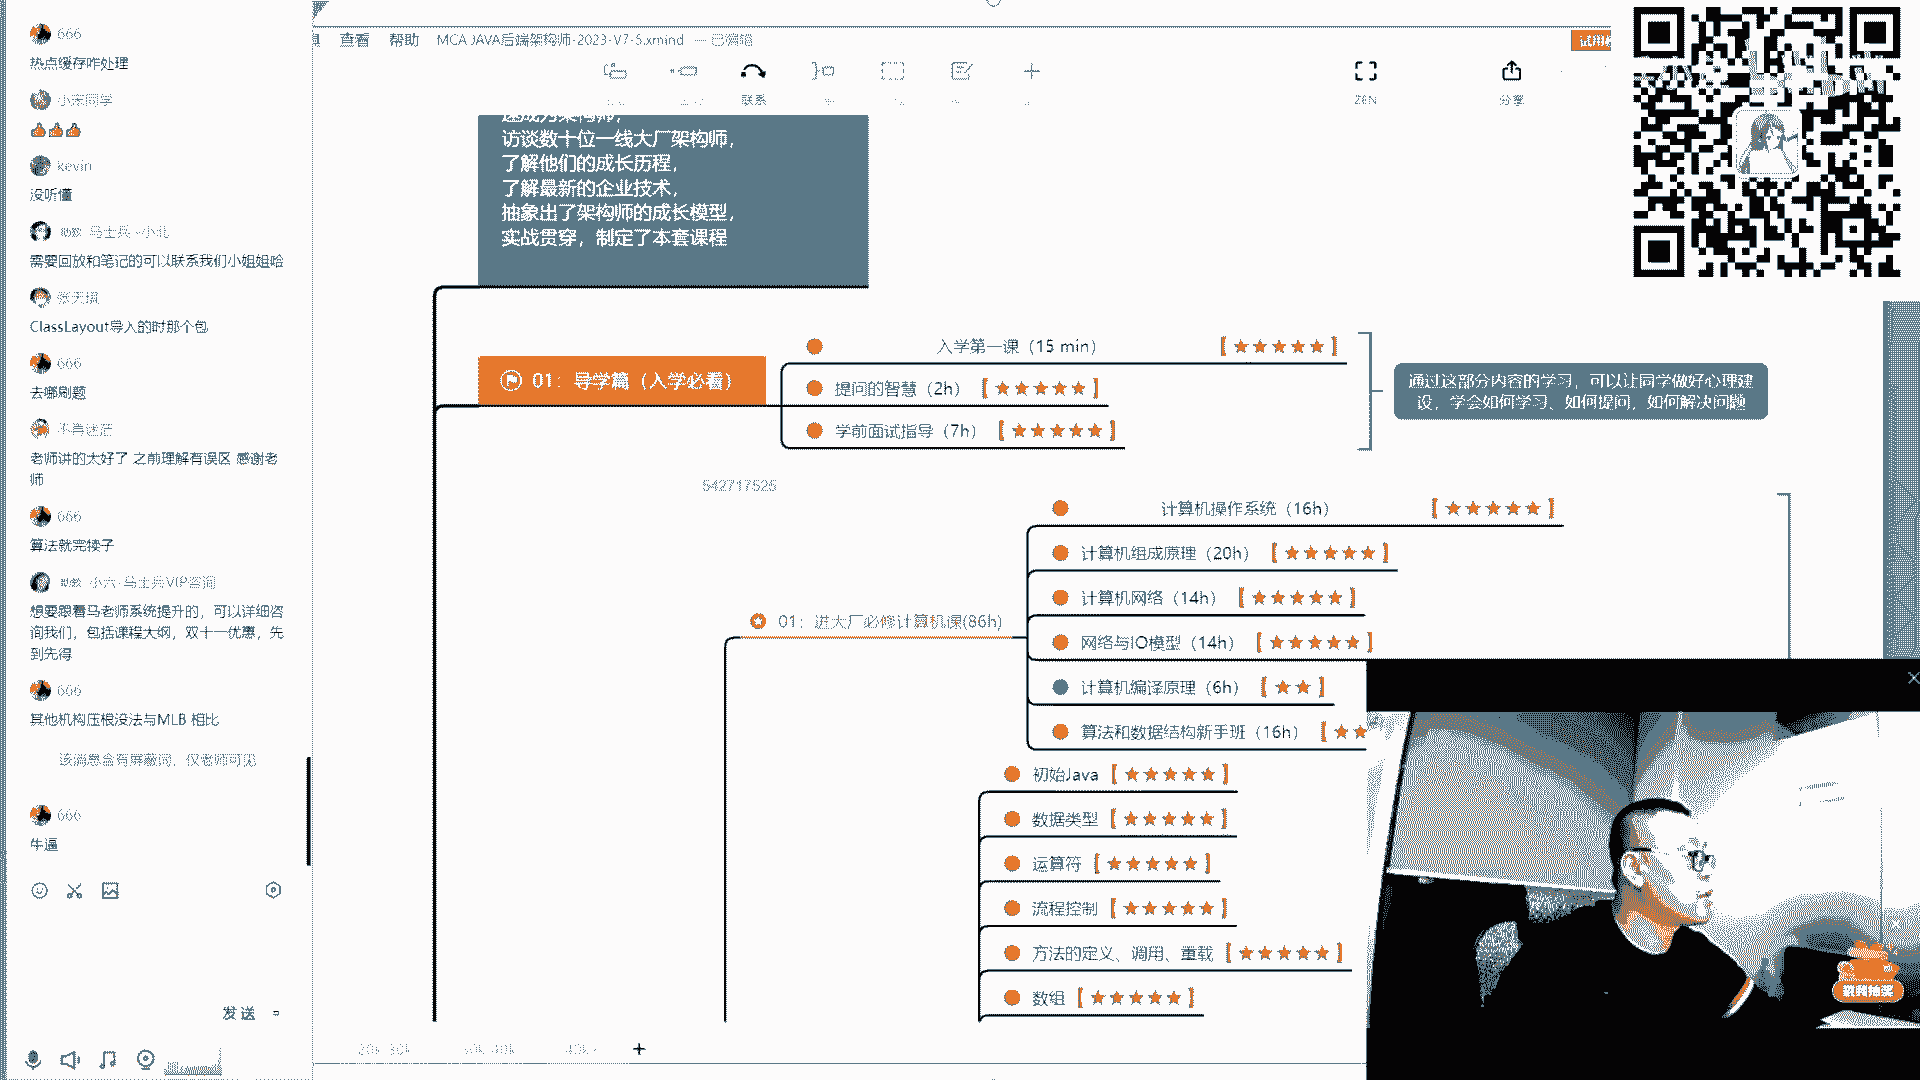 666
热点缓存咋处理
小宋同学
kevin
没听懂
助教 马士兵-小北
需要回放和笔记的可以联系我们小姐姐哈
ClassLayout导入的时那个包
666
去哪刷题
不肯迷茫
老师讲的太好了 之前理解有误区 感谢老
师
666
算法就完犊子
助教 小六-马士兵VIP咨询
想要跟着马老师系统提升的，可以详细咨
询我们，包括课程大纲，双十一优惠，先
到先得
666
其他机构压根没法与MLB 相比
该消息含有屏蔽词，仅老师可见
666
牛逼
发送
查看 帮助 MCA JAVA后端架构师-2023-V7-5.xmind — 已编辑
试用
联系
ZEN
分享
速成为架构师，
访谈数十位一线大厂架构师，
了解他们的成长历程，
了解最新的企业技术，
抽象出了架构师的成长模型，
实战贯穿，制定了本套课程
01：导学篇（入学必看）
入学第一课（15 min）【★★★★★】
提问的智慧（2h）【★★★★★】
学前面试指导（7h）【★★★★★】
通过这部分内容的学习，可以让同学做好心理建
设，学会如何学习、如何提问，如何解决问题
542717525
01：进大厂必修计算机课(86h)
计算机操作系统（16h）【★★★★★】
计算机组成原理（20h）【★★★★★】
计算机网络（14h）【★★★★★】
网络与IO模型（14h）【★★★★★】
计算机编译原理（6h）【★★】
算法和数据结构新手班（16h）【★★
初始Java【★★★★★】
数据类型【★★★★★】
运算符【★★★★★】
流程控制【★★★★★】
方法的定义、调用、重载【★★★★★】
数组【★★★★★】